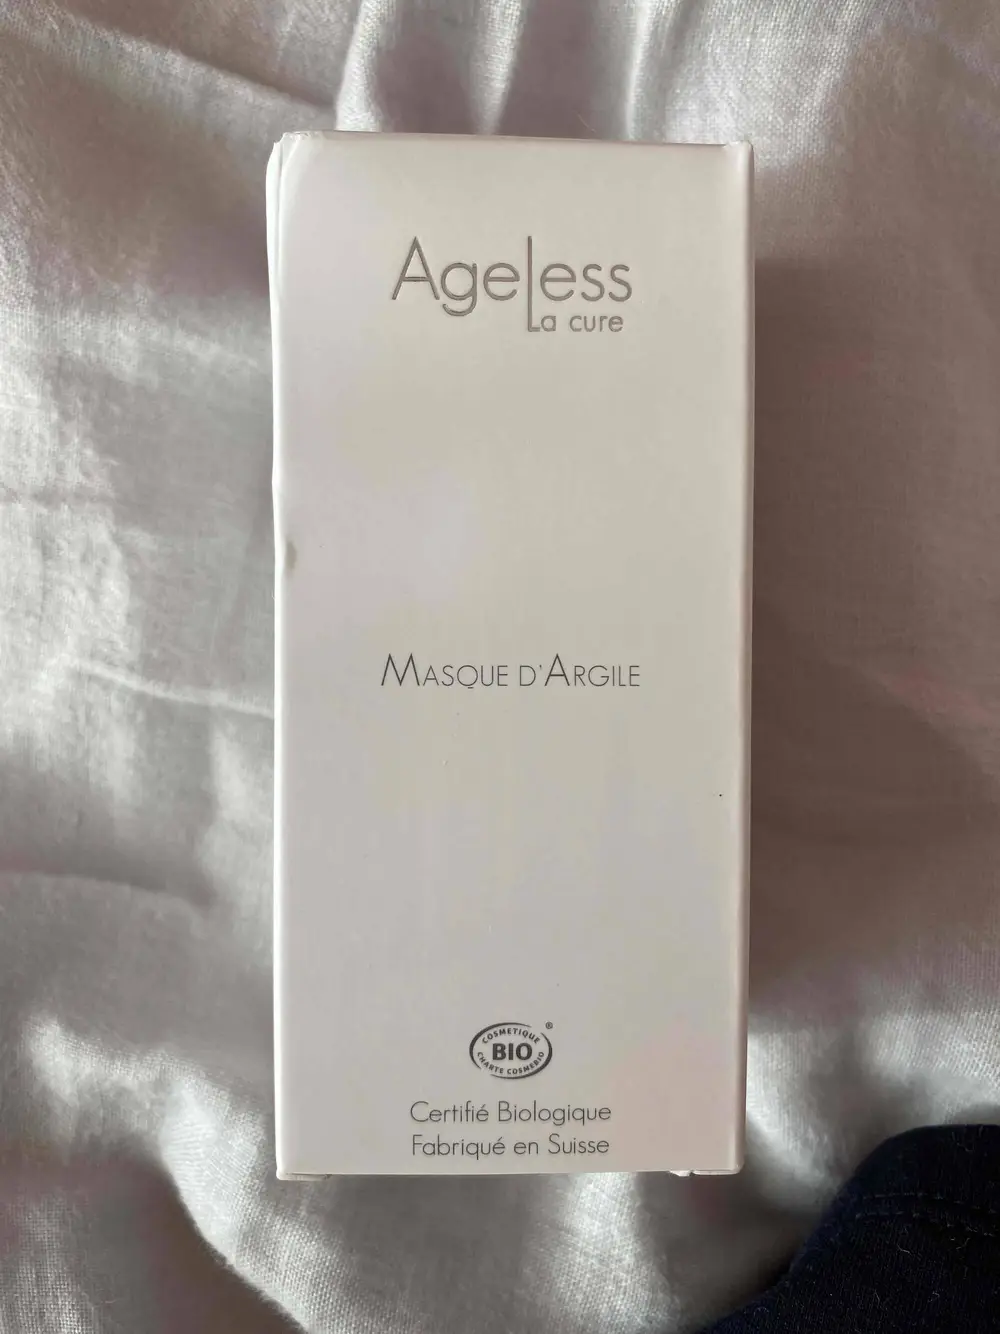 Ageless
La cure
MASQUE D'ARGILE
COSMETIQUE
®
BIO
CHARTE COSMEBIO
Certifié Biologique
Fabriqué en Suisse